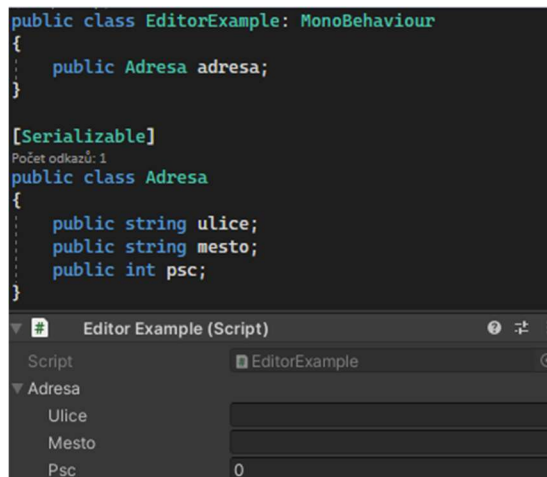 public class EditorExample: MonoBehaviour
{
public Adresa adresa;
}
[Serializable]
Počet odkazů: 1
public class Adresa
{
public string ulice;
public string mesto;
public int psc;
}
# Editor Example (Script)
Script # EditorExample
Adresa
Ulice
Mesto
Psc 0